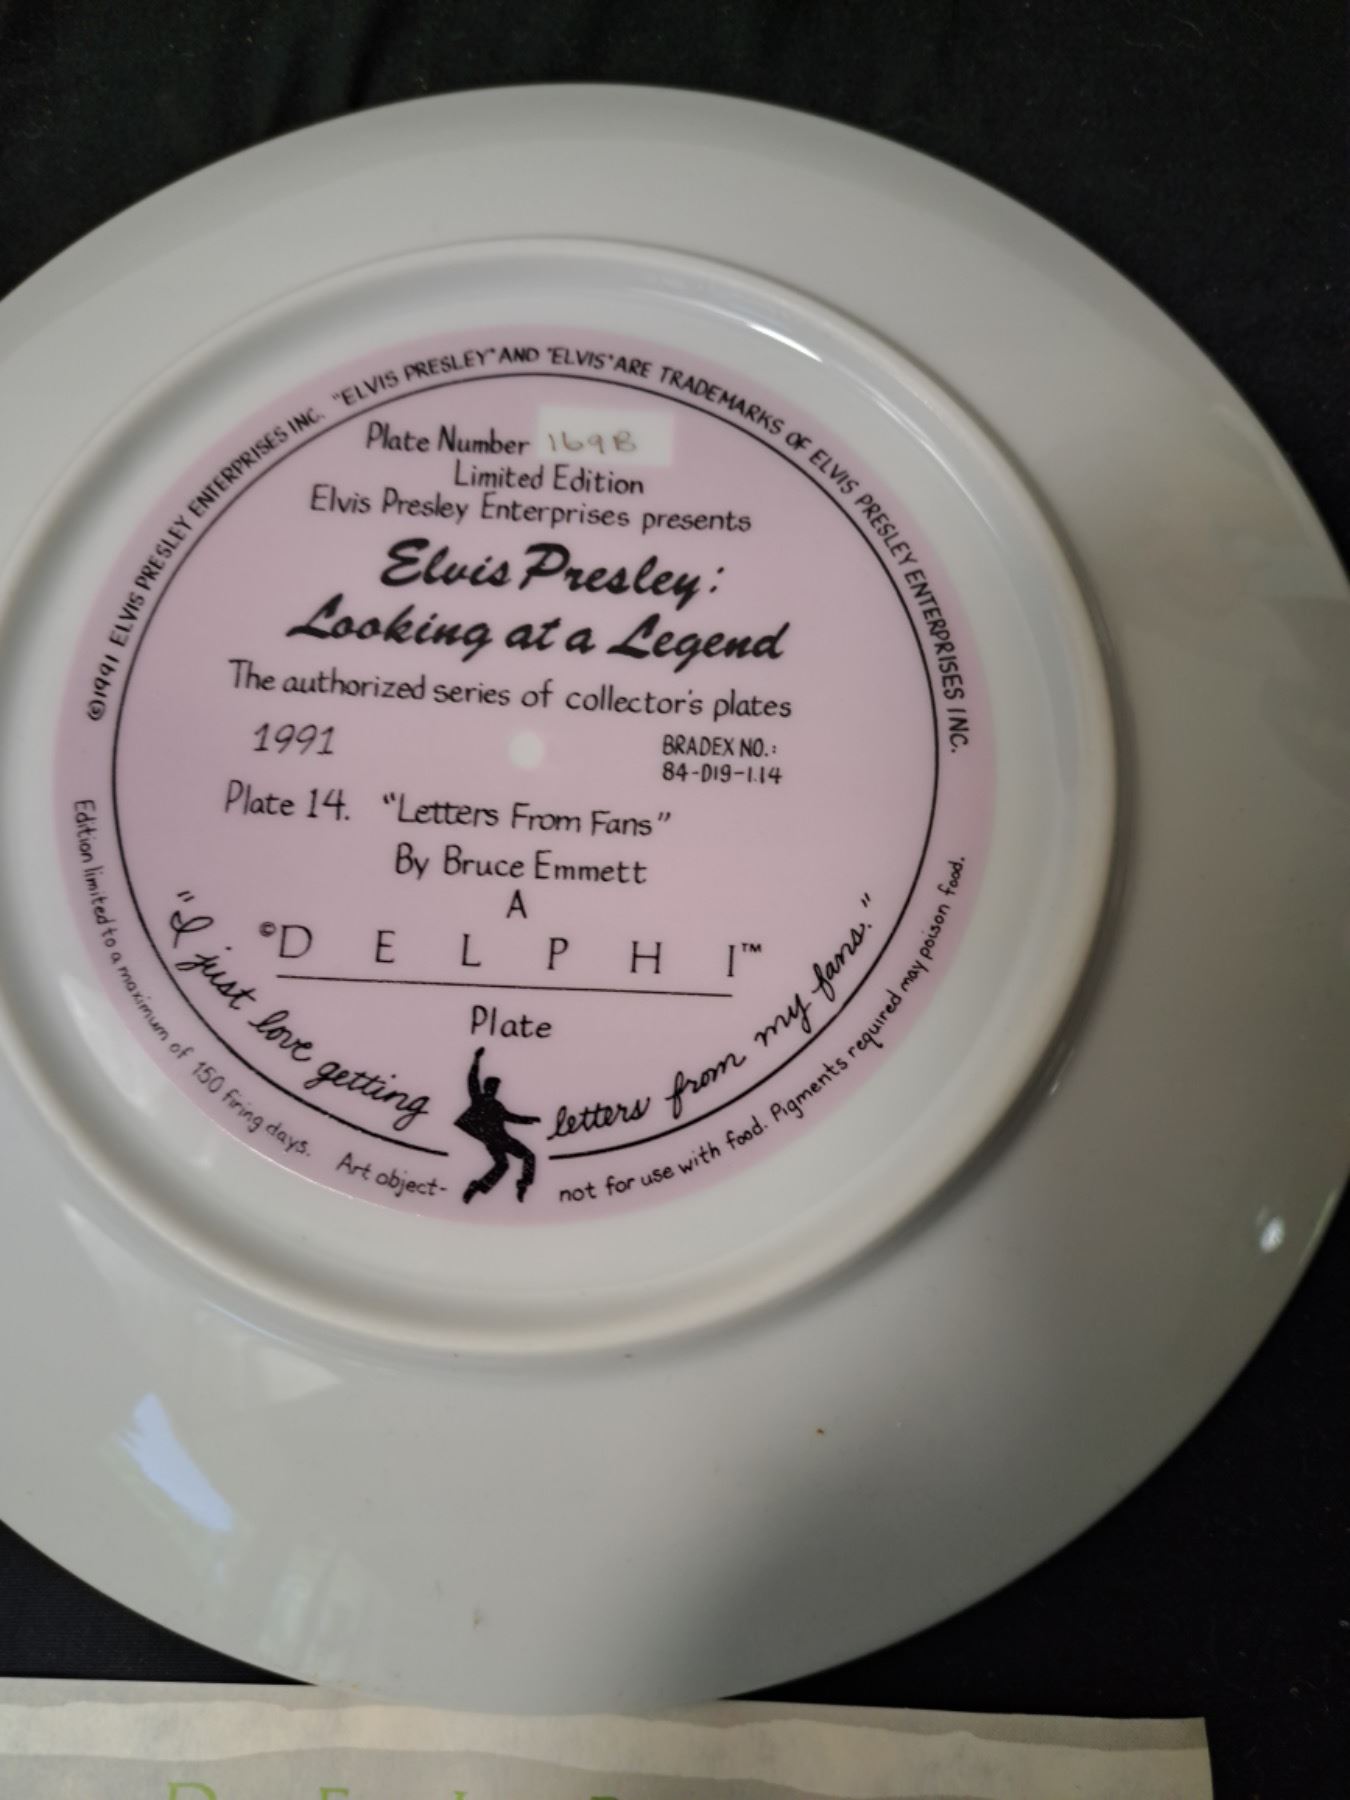 ©1991 ELVIS PRESLEY ENTERPRISES INC. "ELVIS PRESLEY" AND "ELVIS" ARE TRADEMARKS OF ELVIS PRESLEY ENTERPRISES INC.
Plate Number 169B
Limited Edition
Elvis Presley Enterprises presents
Elvis Presley:
Looking at a Legend
The authorized series of collector's plates
1991
BRADEX NO.:
84-D19-1.14
Plate 14. "Letters From Fans"
By Bruce Emmett
A
©DELPHI™
Plate
"I just love getting letters from my fans."
Edition limited to a maximum of 150 firing days. Art object- not for use with food. Pigments required may poison food.